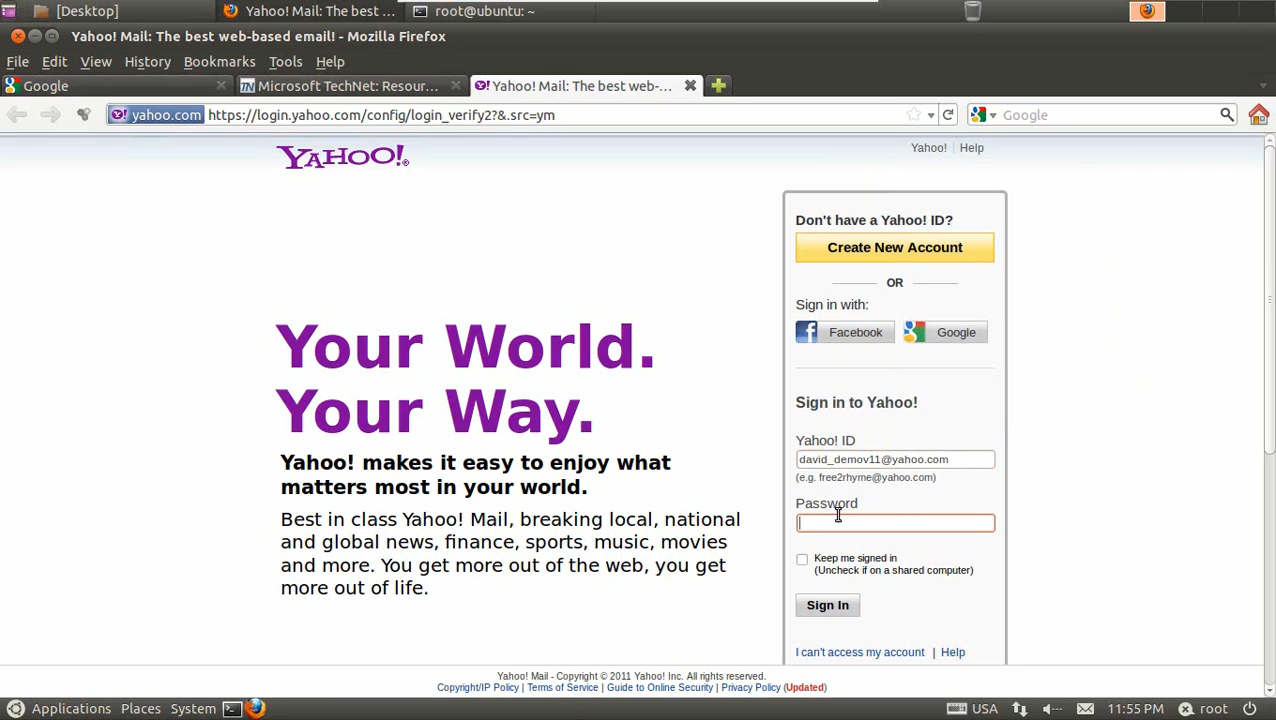 [Desktop]
Yahoo! Mail: The best ...
root@ubuntu: ~
Yahoo! Mail: The best web-based email! - Mozilla Firefox
File Edit View History Bookmarks Tools Help
Google
TN Microsoft TechNet: Resour...
Yahoo! Mail: The best web-...
yahoo.com https://login.yahoo.com/config/login_verify2?&.src=ym
Google
YAHOO!®
Yahoo! | Help
Don't have a Yahoo! ID?
Create New Account
OR
Sign in with:
Facebook
Google
Your World.
Your Way.
Yahoo! makes it easy to enjoy what
matters most in your world.
Best in class Yahoo! Mail, breaking local, national
and global news, finance, sports, music, movies
and more. You get more out of the web, you get
more out of life.
Sign in to Yahoo!
Yahoo! ID
david_demov11@yahoo.com
(e.g. free2rhyme@yahoo.com)
Password
Keep me signed in
(Uncheck if on a shared computer)
Sign In
I can't access my account | Help
Yahoo! Mail - Copyright © 2011 Yahoo! Inc. All rights reserved.
Copyright/IP Policy | Terms of Service | Guide to Online Security | Privacy Policy (Updated)
Applications Places System
USA
11:55 PM
root